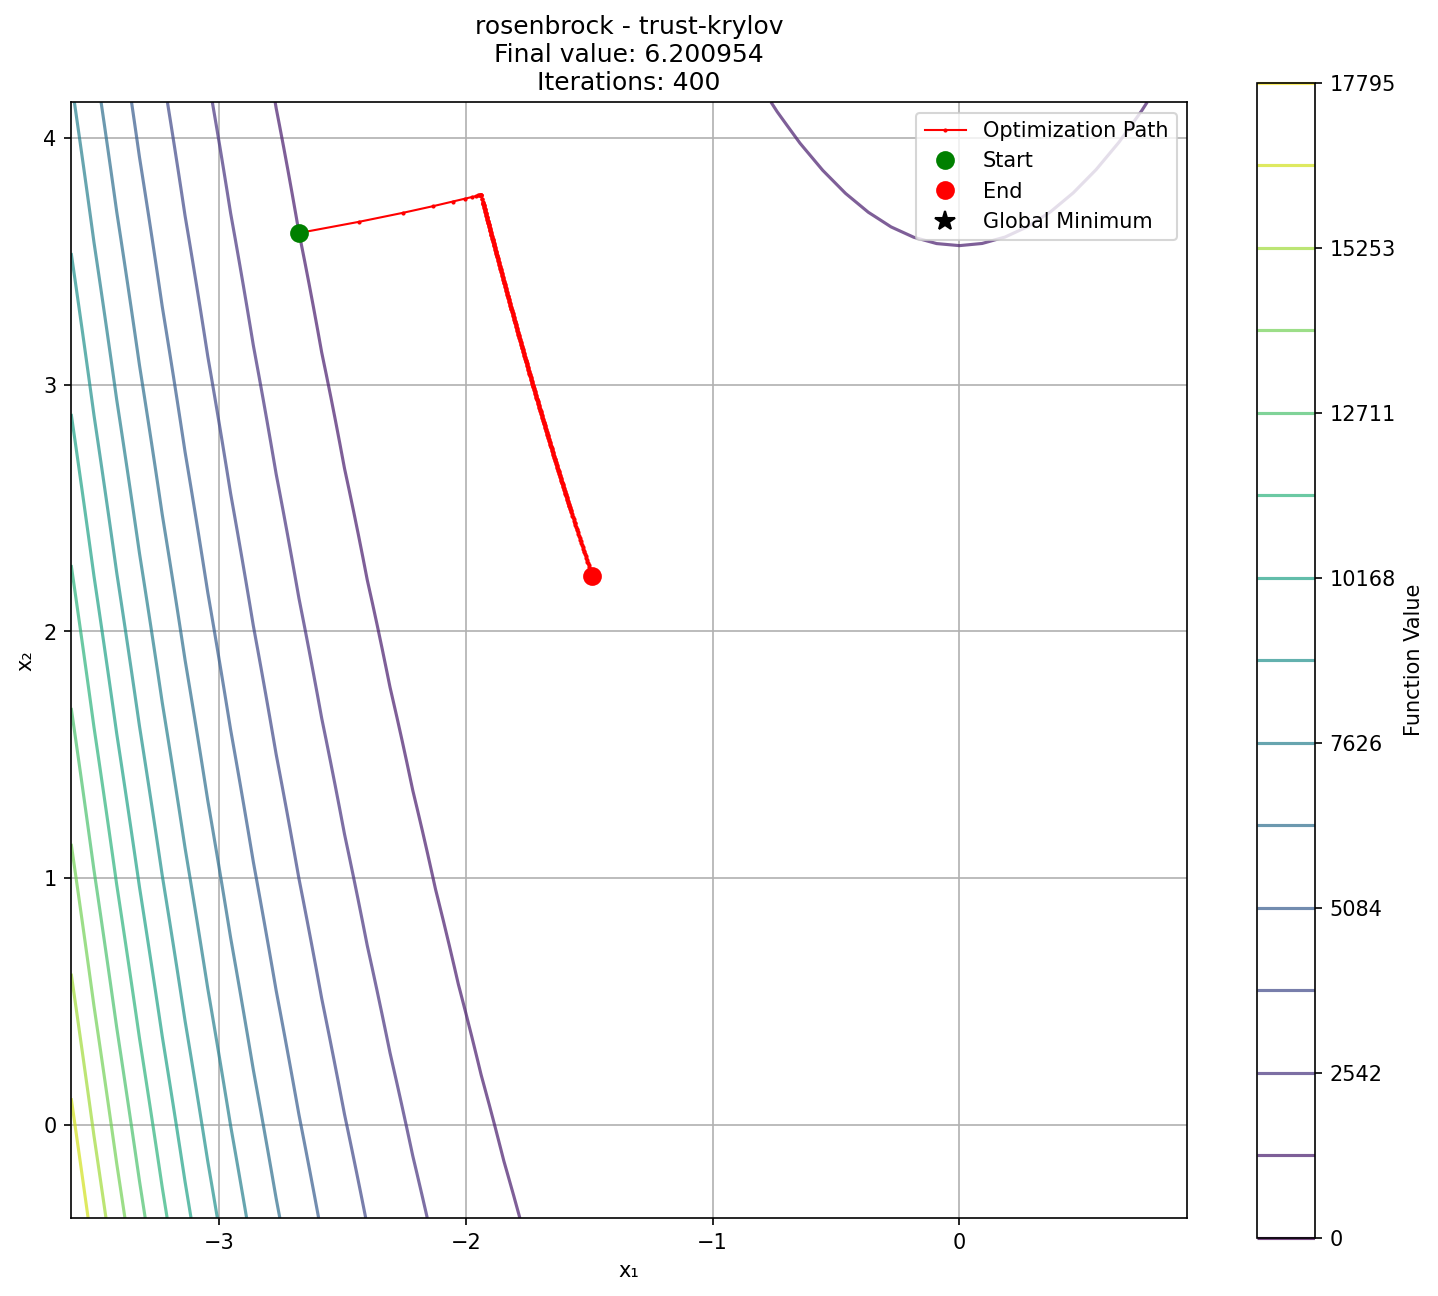 rosenbrock - trust-krylov
Final value: 6.200954
Iterations: 400
Optimization Path
Start
End
Global Minimum
4
3
2
1
0
−3
−2
−1
0
x₁
x₂
17795
15253
12711
10168
7626
5084
2542
0
Function Value